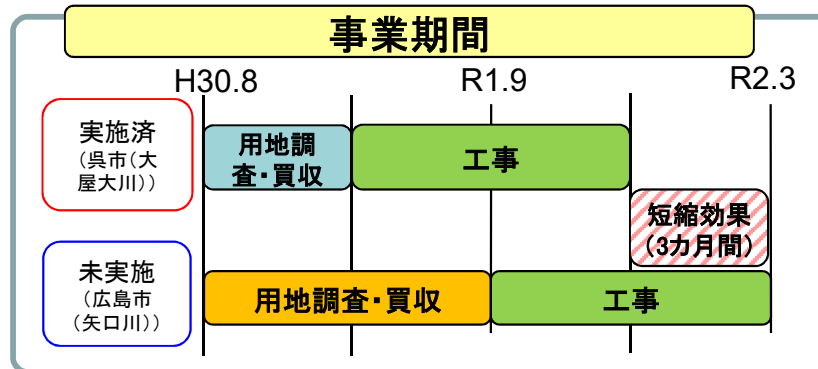 事業期間
H30.8
R1.9
R2.3
実施済
（呉市（大
屋大川））
用地調
査・買収
工事
短縮効果
（3カ月間）
未実施
（広島市
（矢口川））
用地調査・買収
工事